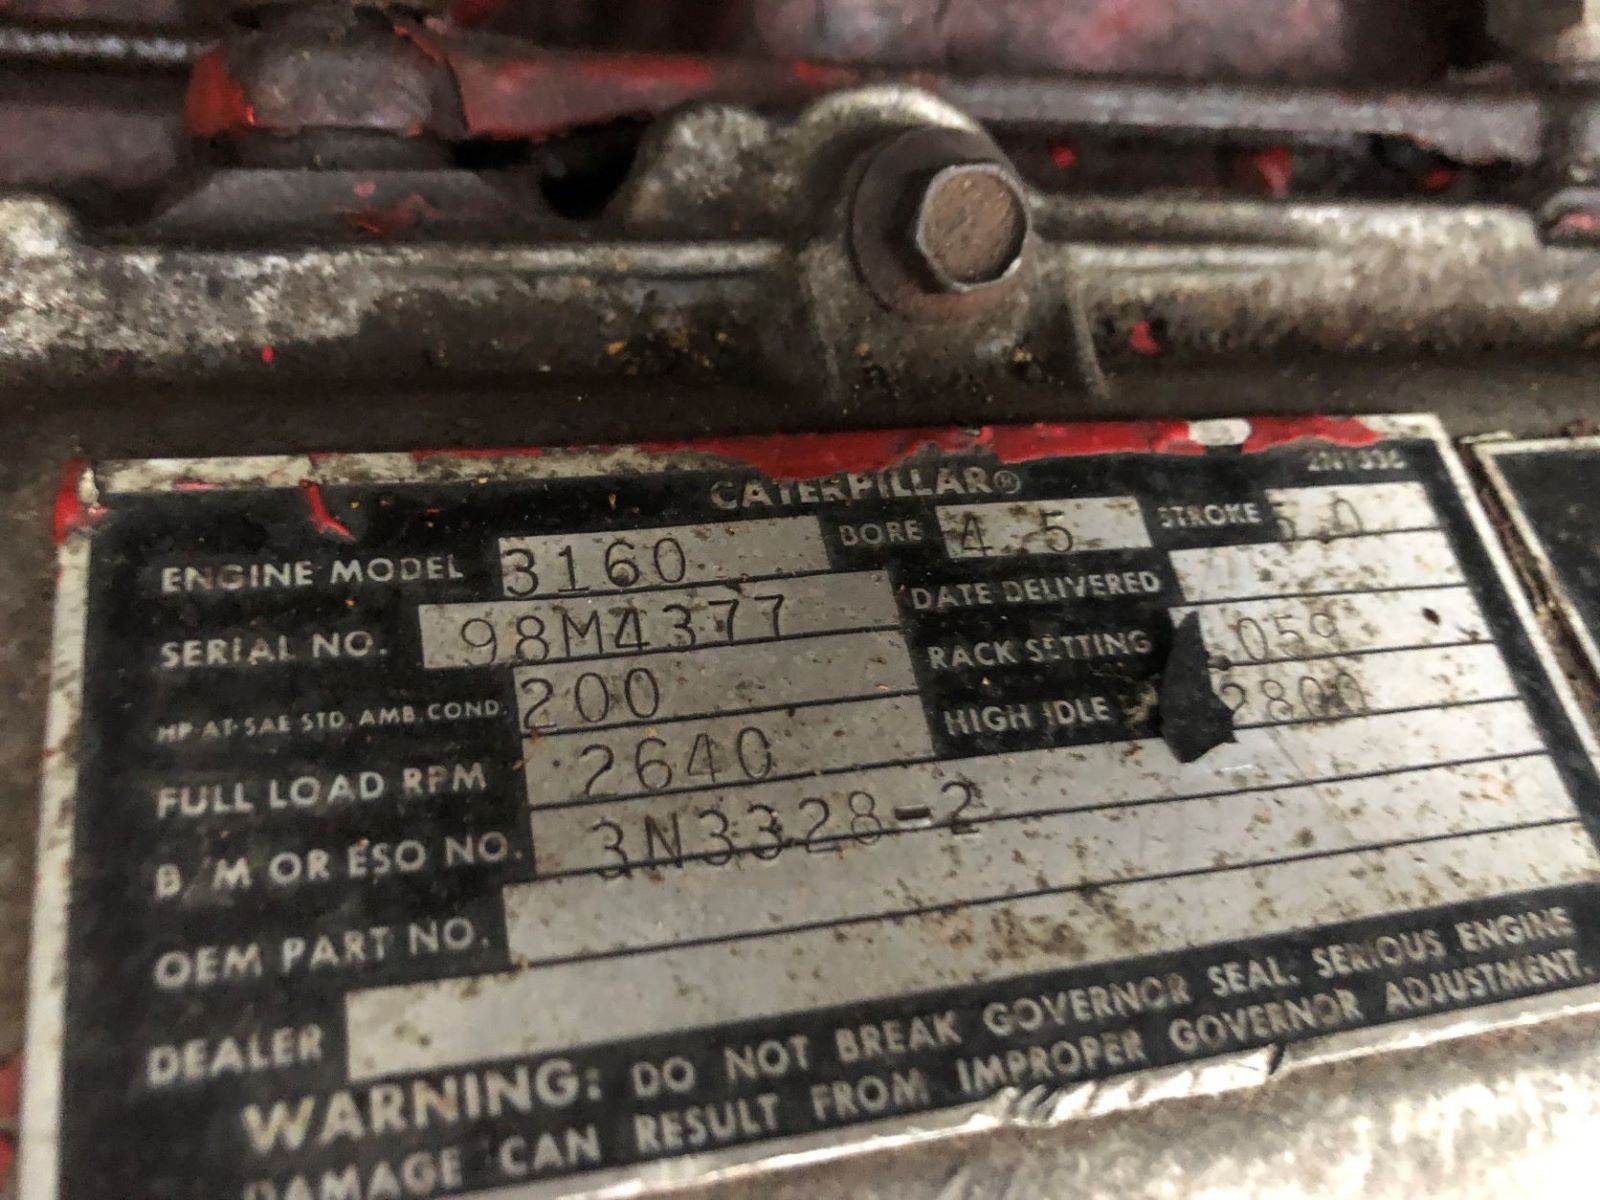 CATERPILLAR®
ENGINE MODEL 3160 BORE 4 5 STROKE 5 0
SERIAL NO. 98M4377 DATE DELIVERED
HP AT SAE STD. AMB. COND. 200 RACK SETTING .059
FULL LOAD RPM 2640 HIGH IDLE 2800
B/M OR ESO NO. 3N3328-2
OEM PART NO.
DEALER
WARNING: DO NOT BREAK GOVERNOR SEAL. SERIOUS ENGINE
DAMAGE CAN RESULT FROM IMPROPER GOVERNOR ADJUSTMENT.